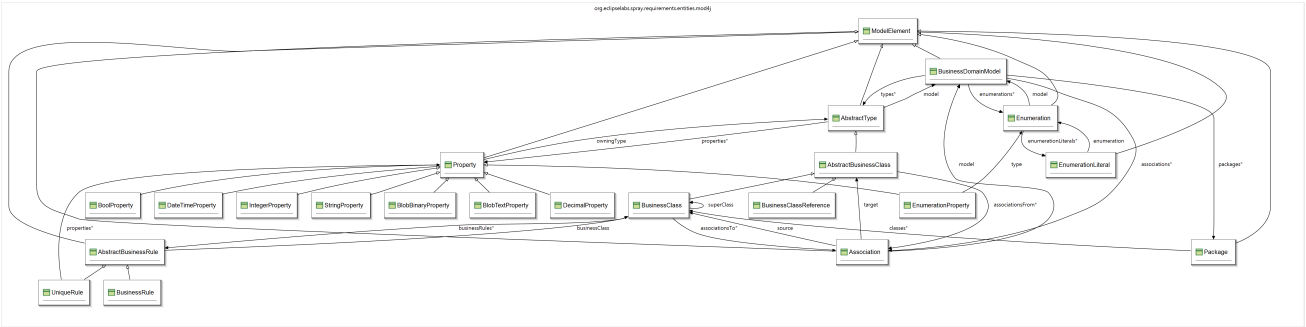 org.eclipselabs.spray.requirements.entities.mod4j
ModelElement
BusinessDomainModel
types*
model
enumerations*
model
AbstractType
Enumeration
owningType
properties*
enumerationLiterals*
enumeration
Property
AbstractBusinessClass
model
type
EnumerationLiteral
associations*
packages*
BoolProperty
DateTimeProperty
IntegerProperty
StringProperty
BlobBinaryProperty
BlobTextProperty
DecimalProperty
BusinessClass
superClass
BusinessClassReference
target
EnumerationProperty
associationsFrom*
properties*
businessRules*
businessClass
associationsTo*
source
classes*
AbstractBusinessRule
Association
Package
UniqueRule
BusinessRule